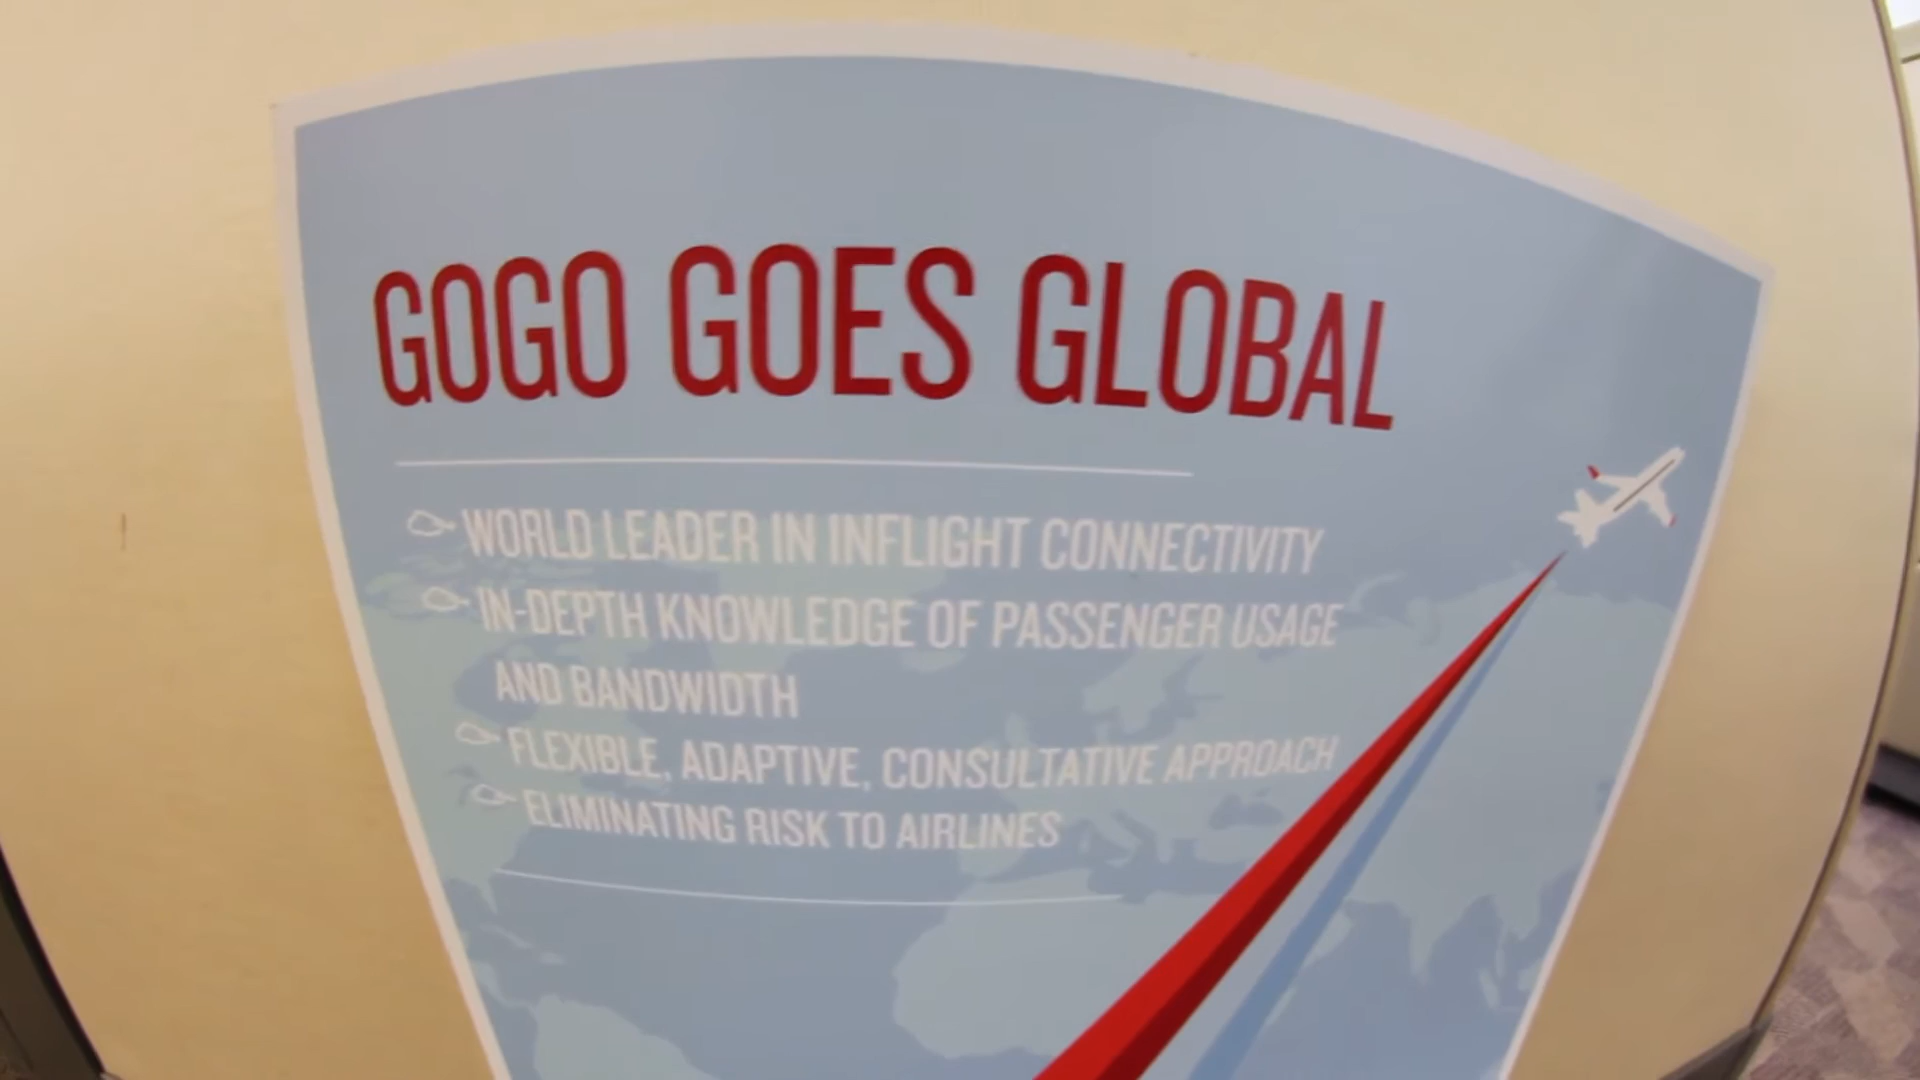 GOGO GOES GLOBAL
WORLD LEADER IN INFLIGHT CONNECTIVITY
IN-DEPTH KNOWLEDGE OF PASSENGER USAGE
AND BANDWIDTH
FLEXIBLE, ADAPTIVE, CONSULTATIVE APPROACH
ELIMINATING RISK TO AIRLINES